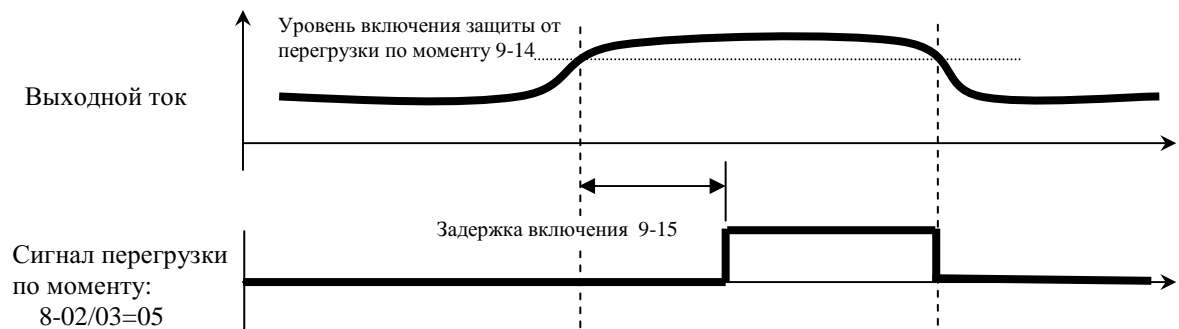 Уровень включения защиты от
перегрузки по моменту 9-14
Выходной ток
Задержка включения 9-15
Сигнал перегрузки
по моменту:
8-02/03=05